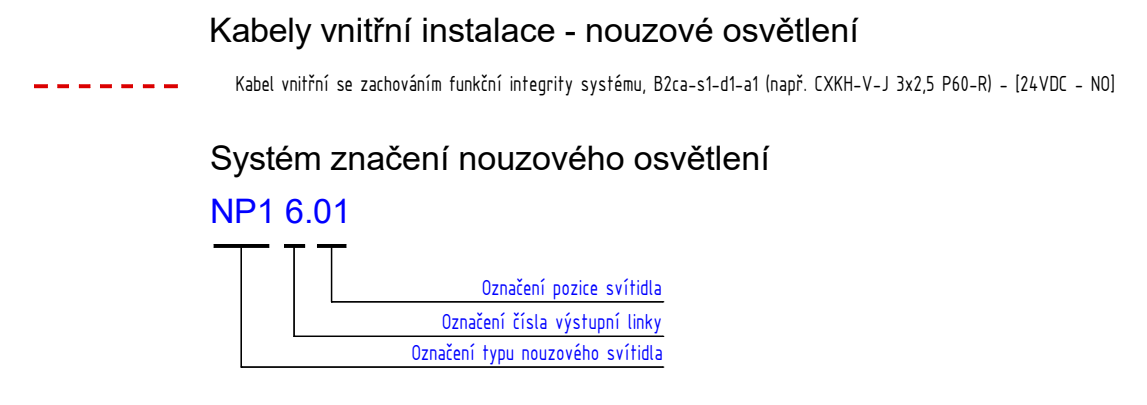 Kabely vnitřní instalace - nouzové osvětlení
Kabel vnitřní se zachováním funkční integrity systému, B2ca-s1-d1-a1 (např. CXKH-V-J 3x2,5 P60-R) - [24VDC - NO]
Systém značení nouzového osvětlení
NP1 6.01
Označení pozice svítidla
Označení čísla výstupní linky
Označení typu nouzového svítidla